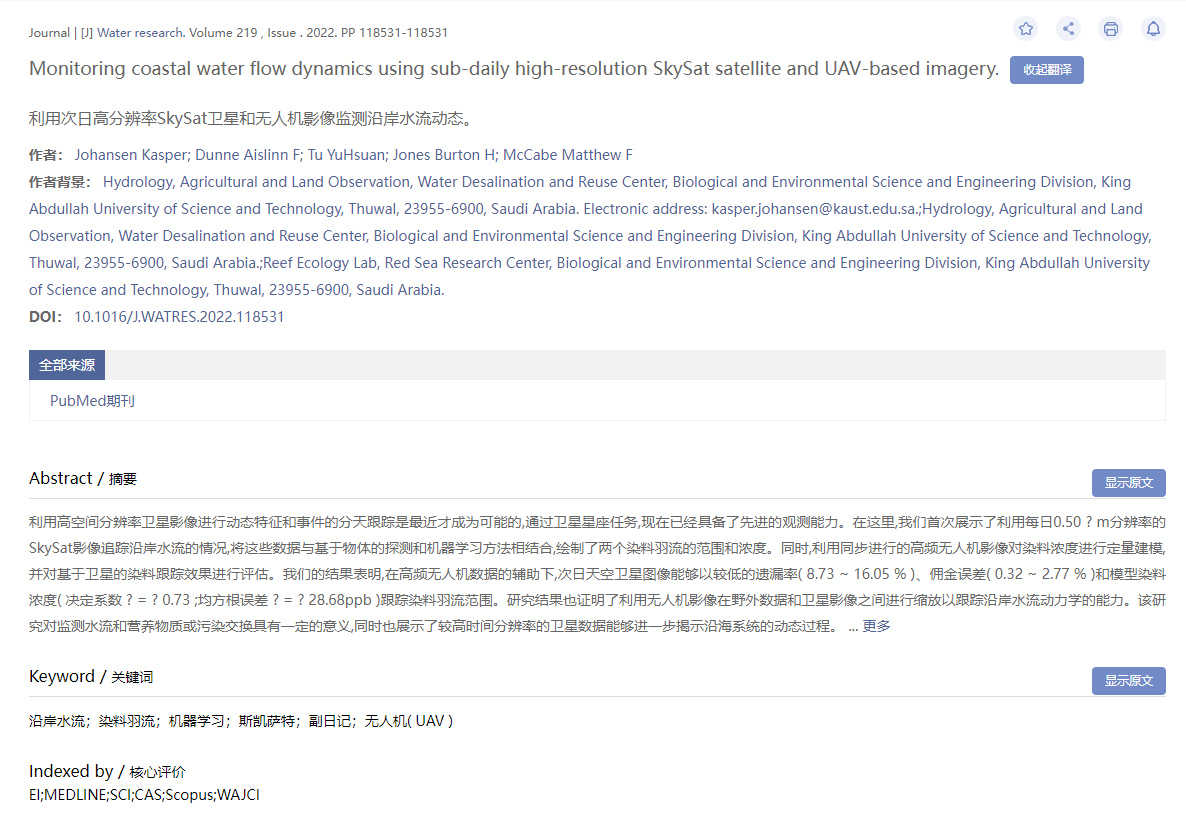 Journal | [J] Water research. Volume 219 , Issue . 2022. PP 118531-118531
Monitoring coastal water flow dynamics using sub-daily high-resolution SkySat satellite and UAV-based imagery. 收起翻译
利用次日高分辨率SkySat卫星和无人机影像监测沿岸水流动态。
作者： Johansen Kasper; Dunne Aislinn F; Tu YuHsuan; Jones Burton H; McCabe Matthew F
作者背景： Hydrology, Agricultural and Land Observation, Water Desalination and Reuse Center, Biological and Environmental Science and Engineering Division, King
Abdullah University of Science and Technology, Thuwal, 23955-6900, Saudi Arabia. Electronic address: kasper.johansen@kaust.edu.sa.;Hydrology, Agricultural and Land
Observation, Water Desalination and Reuse Center, Biological and Environmental Science and Engineering Division, King Abdullah University of Science and Technology,
Thuwal, 23955-6900, Saudi Arabia.;Reef Ecology Lab, Red Sea Research Center, Biological and Environmental Science and Engineering Division, King Abdullah University
of Science and Technology, Thuwal, 23955-6900, Saudi Arabia.
DOI： 10.1016/J.WATRES.2022.118531
全部来源
PubMed期刊
Abstract / 摘要
显示原文
利用高空间分辨率卫星影像进行动态特征和事件的分天跟踪是最近才成为可能的,通过卫星星座任务,现在已经具备了先进的观测能力。在这里,我们首次展示了利用每日0.50 ? m分辨率的
SkySat影像追踪沿岸水流的情况,将这些数据与基于物体的探测和机器学习方法相结合,绘制了两个染料羽流的范围和浓度。同时,利用同步进行的高频无人机影像对染料浓度进行定量建模,
并对基于卫星的染料跟踪效果进行评估。我们的结果表明,在高频无人机数据的辅助下,次日天空卫星图像能够以较低的遗漏率( 8.73 ~ 16.05 % )、佣金误差( 0.32 ~ 2.77 % )和模型染料
浓度( 决定系数 ? = ? 0.73 ;均方根误差 ? = ? 28.68ppb )跟踪染料羽流范围。研究结果也证明了利用无人机影像在野外数据和卫星影像之间进行缩放以跟踪沿岸水流动力学的能力。该研
究对监测水流和营养物质或污染交换具有一定的意义,同时也展示了较高时间分辨率的卫星数据能够进一步揭示沿海系统的动态过程。 ... 更多
Keyword / 关键词
显示原文
沿岸水流；染料羽流；机器学习；斯凯萨特；副日记；无人机( UAV )
Indexed by / 核心评价
EI;MEDLINE;SCI;CAS;Scopus;WAJCI